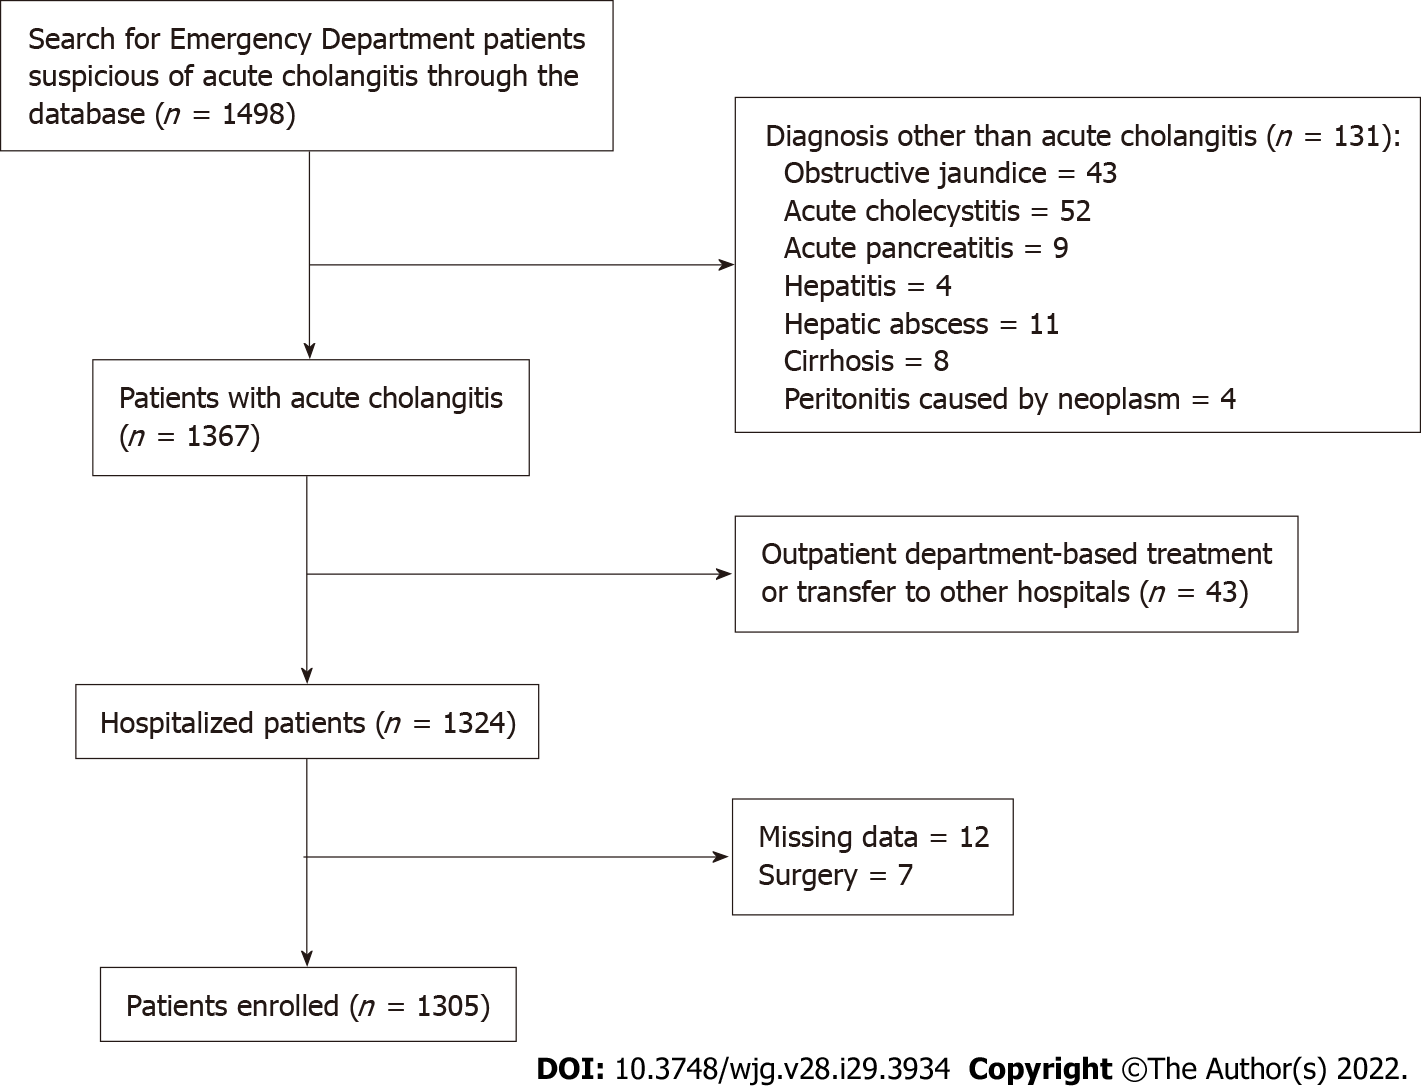 Search for Emergency Department patients
suspicious of acute cholangitis through the
database (n = 1498)
Diagnosis other than acute cholangitis (n = 131):
Obstructive jaundice = 43
Acute cholecystitis = 52
Acute pancreatitis = 9
Hepatitis = 4
Hepatic abscess = 11
Cirrhosis = 8
Peritonitis caused by neoplasm = 4
Patients with acute cholangitis
(n = 1367)
Outpatient department-based treatment
or transfer to other hospitals (n = 43)
Hospitalized patients (n = 1324)
Missing data = 12
Surgery = 7
Patients enrolled (n = 1305)
DOI: 10.3748/wjg.v28.i29.3934 Copyright ©The Author(s) 2022.